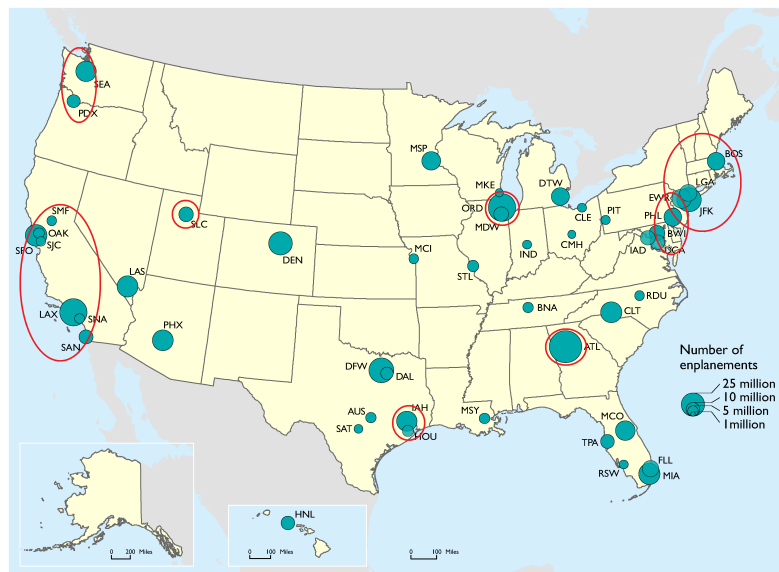 SEA
PDX
MSP
BOS
MKE
DTW
LGA
EWR
ORD
JFK
SMF
SLC
CLE
PIT
PHL
MDW
OAK
BWI
SFO
SJC
CMH
IAD
DCA
DEN
MCI
IND
LAS
STL
RDU
LAX
SNA
BNA
CLT
SAN
PHX
ATL
Number of
enplanements
DFW
DAL
25 million
10 million
5 million
1million
AUS
IAH
MSY
MCO
SAT
HOU
TPA
FLL
RSW
MIA
HNL
0 200 Miles
0 100 Miles
0 100 Miles